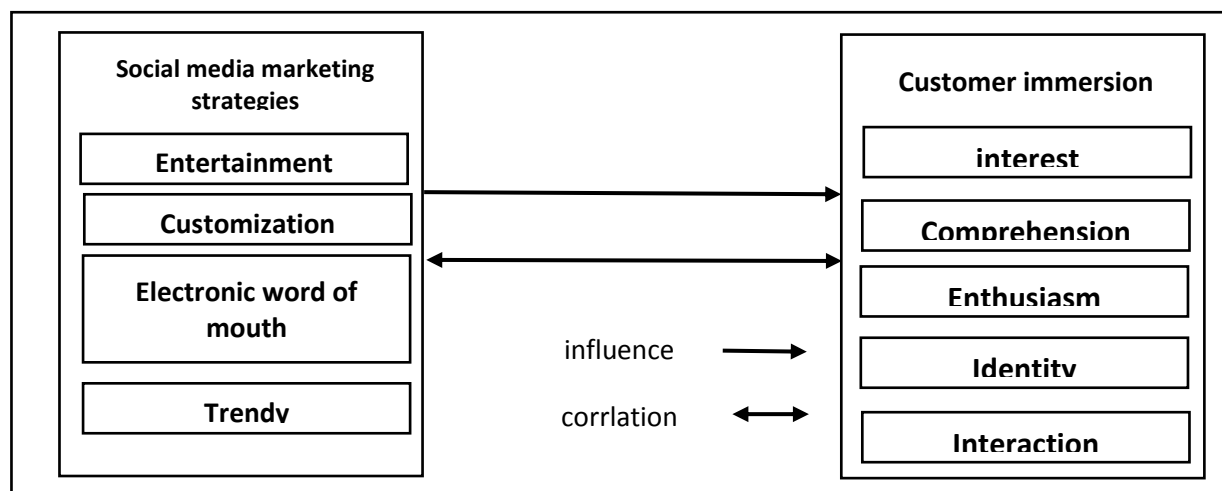 Social media marketing
strategies
Entertainment
Customization
Electronic word of
mouth
Trendy
influence
corrlation
Customer immersion
interest
Comprehension
Enthusiasm
Identity
Interaction